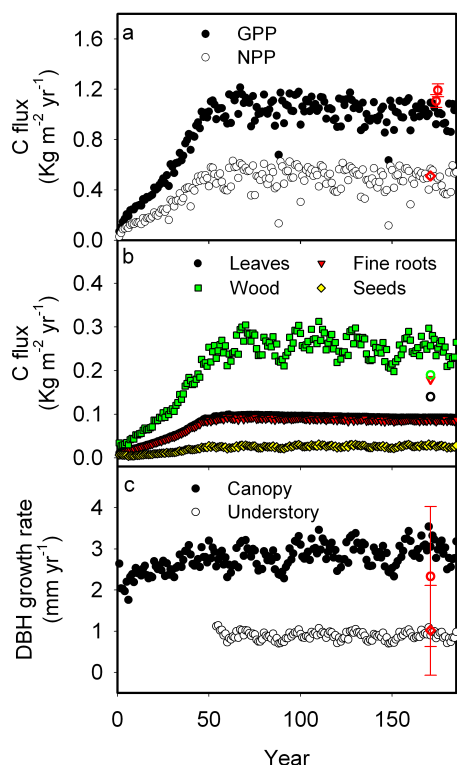 a
GPP
NPP
1.6
1.2
0.8
0.4
0.0
C flux
(Kg m-2 yr-1)
b
Leaves
Fine roots
Wood
Seeds
0.4
0.3
0.2
0.1
0.0
C flux
(Kg m-2 yr-1)
c
Canopy
Understory
4
3
2
1
0
DBH growth rate
(mm yr-1)
0 50 100 150
Year